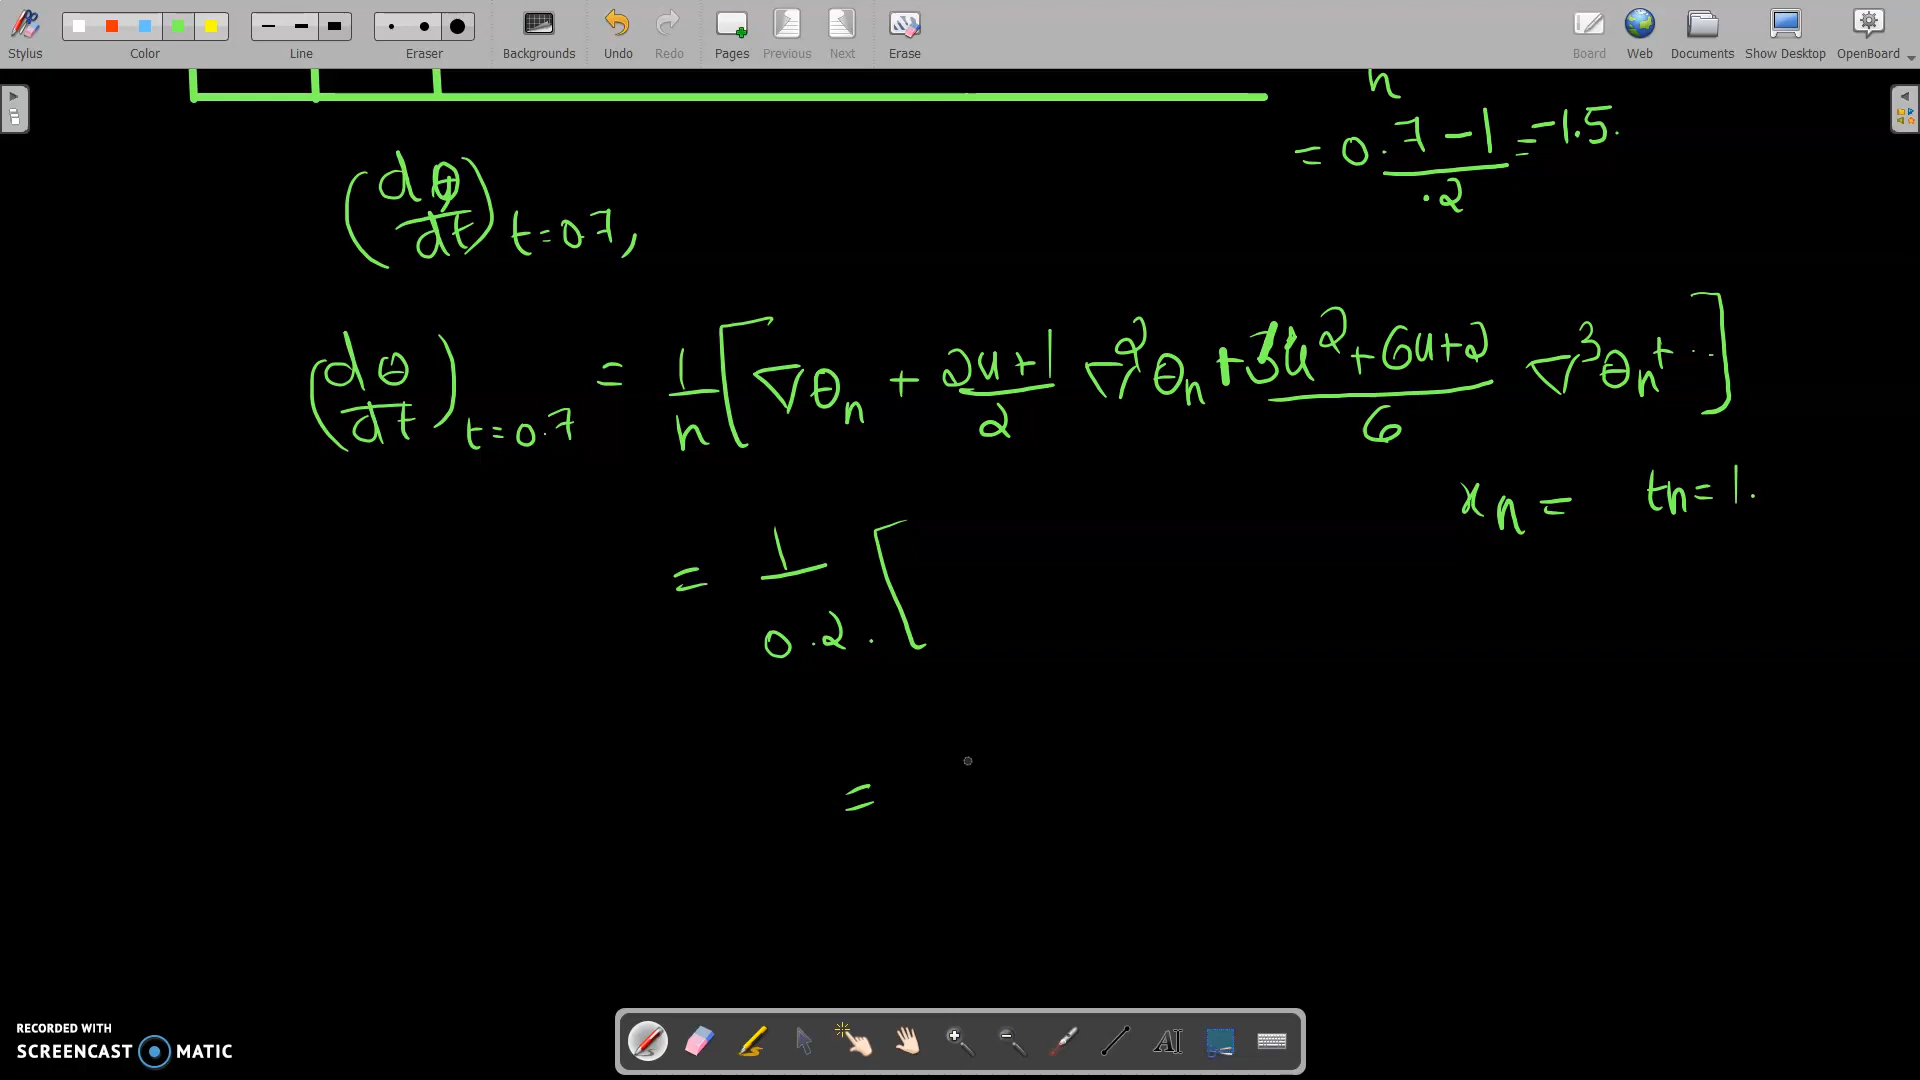 Stylus Color Line Eraser Backgrounds Undo Redo Pages Previous Next Erase Board Web Documents Show Desktop OpenBoard
h
= 0.7 - 1 / .2 = -1.5.
(dθ/dt) t=0.7,
(dθ/dt) t=0.7 = 1/h [ ∇θn + 2u+1/2 ∇²θn + 3u²+6u+2/6 ∇³θn + ... ]
xn = tn = 1.
= 1/0.2. [
=
RECORDED WITH
SCREENCAST MATIC
AI